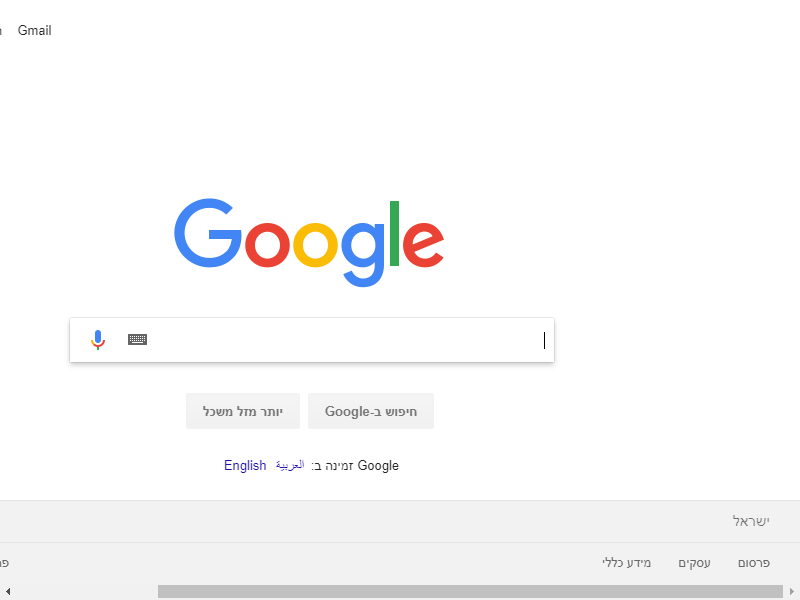 Gmail
Google
חיפוש ב-Google
יותר מזל משכל
Google זמינה ב: العربية English
ישראל
פרסום עסקים מידע כללי